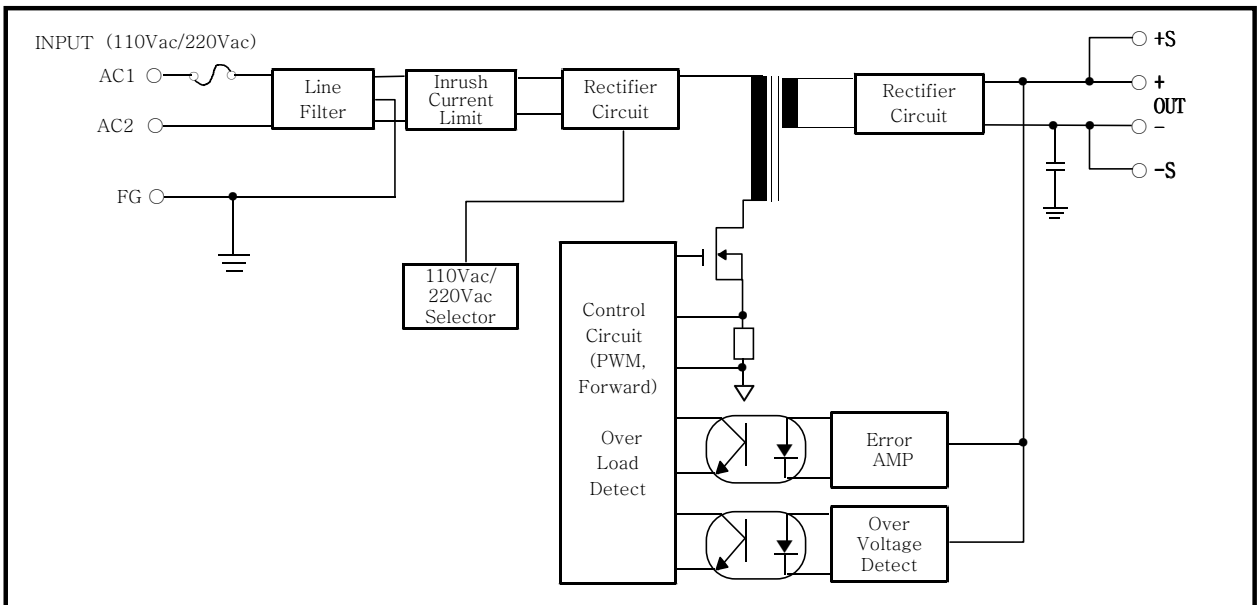 INPUT (110Vac/220Vac)
AC1
AC2
FG
Line
Filter
Inrush
Current
Limit
Rectifier
Circuit
110Vac/
220Vac
Selector
Rectifier
Circuit
+S
+
OUT
-
-S
Control
Circuit
(PWM,
Forward)
Over
Load
Detect
Error
AMP
Over
Voltage
Detect